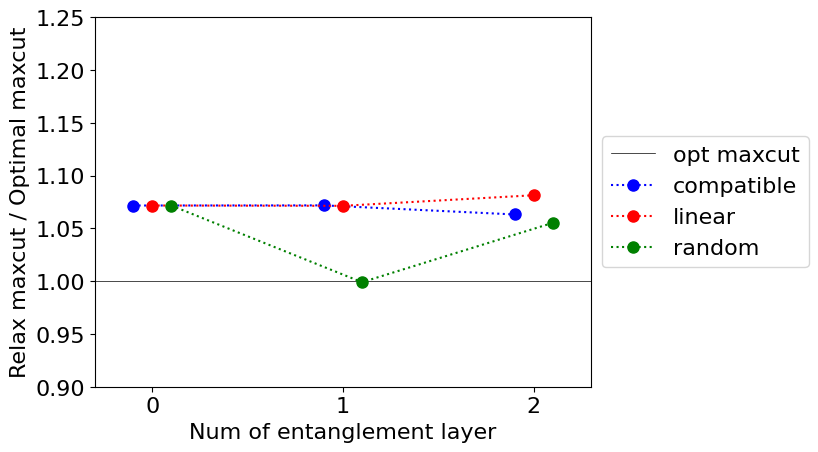 Relax maxcut / Optimal maxcut
1.25
1.20
1.15
1.10
1.05
1.00
0.95
0.90
0
1
2
Num of entanglement layer
opt maxcut
compatible
linear
random